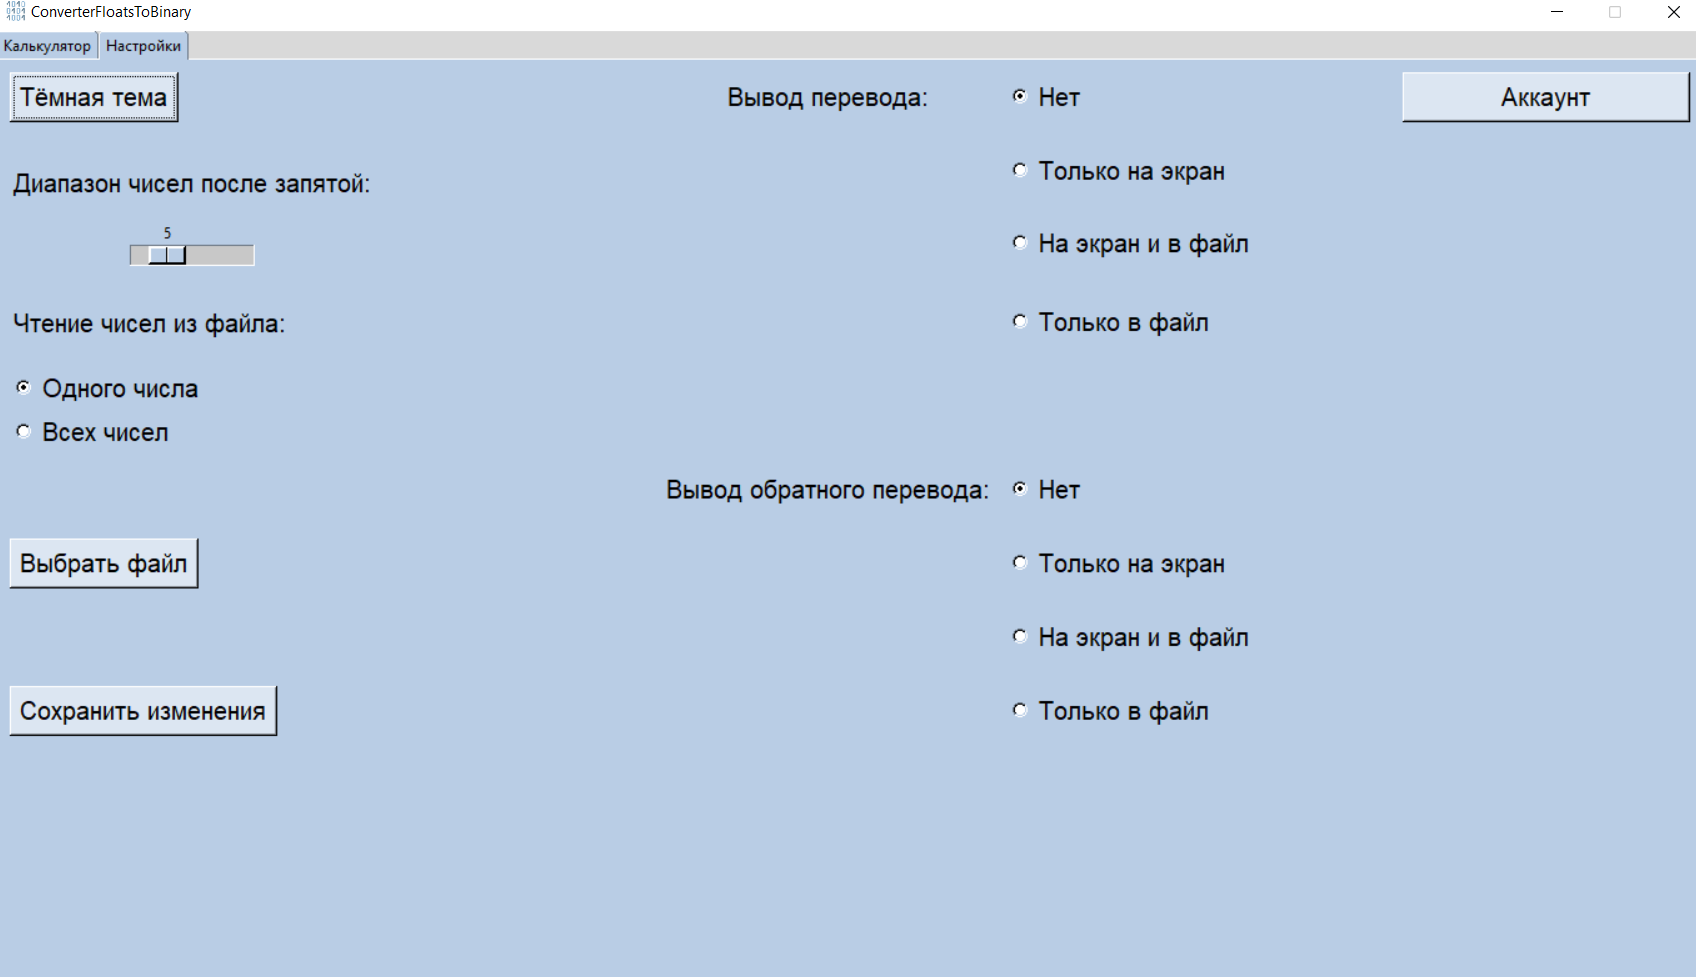 ConverterFloatsToBinary
Калькулятор Настройки
Тёмная тема
Вывод перевода:
Нет
Аккаунт
Только на экран
Диапазон чисел после запятой:
5
На экран и в файл
Чтение чисел из файла:
Только в файл
Одного числа
Всех чисел
Вывод обратного перевода:
Нет
Выбрать файл
Только на экран
На экран и в файл
Сохранить изменения
Только в файл